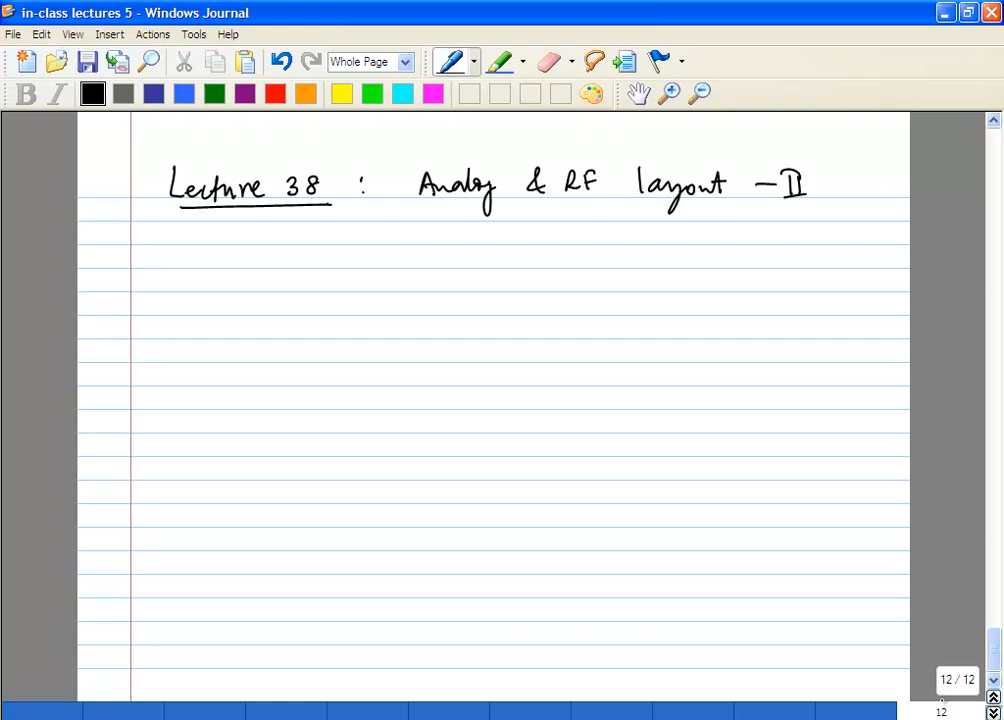 in-class lectures 5 - Windows Journal
File Edit View Insert Actions Tools Help
Whole Page
B I
Lecture 38 : Analog & RF layout - II
12 / 12
12